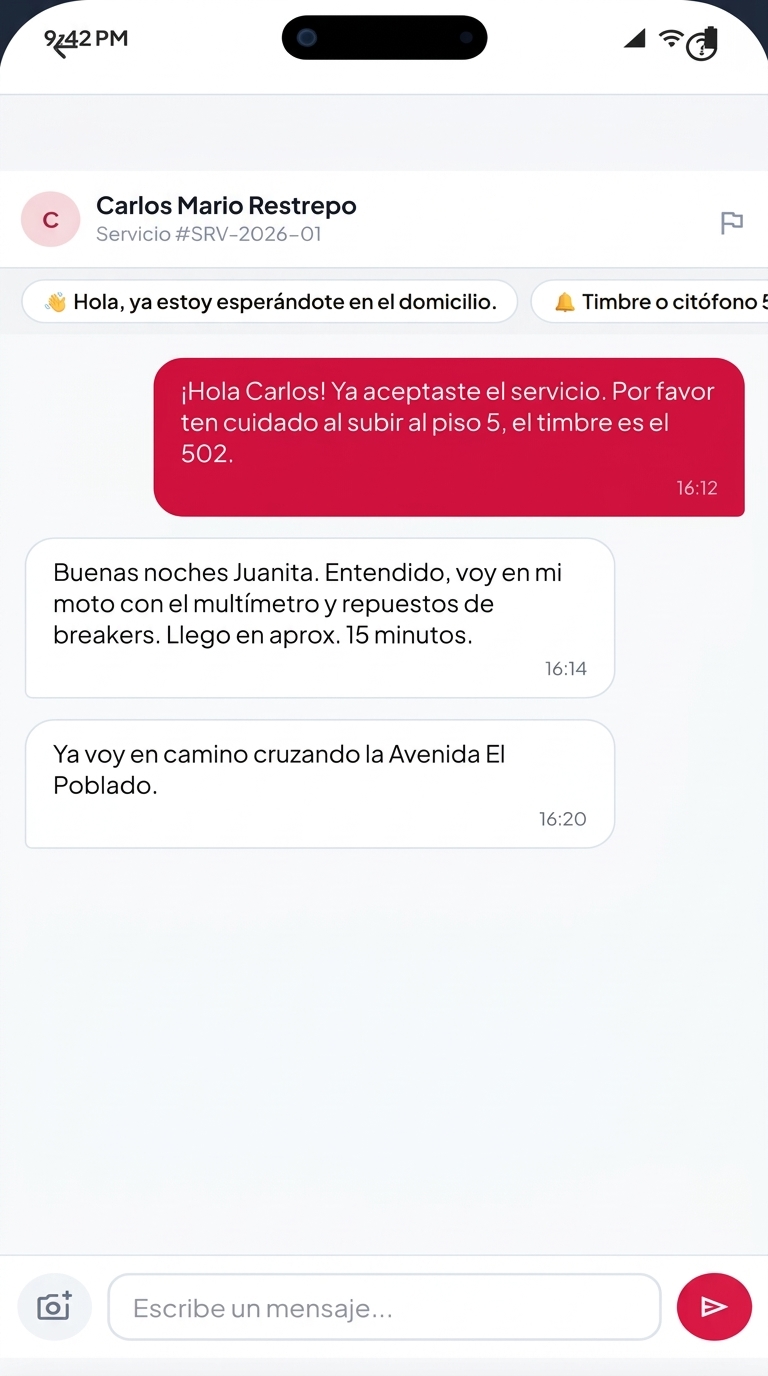 9:42 PM
Carlos Mario Restrepo
C
Servicio #SRV-2026-01
👋 Hola, ya estoy esperándote en el domicilio.
🔔 Timbre o citófono 5
¡Hola Carlos! Ya aceptaste el servicio. Por favor
ten cuidado al subir al piso 5, el timbre es el
502.
16:12
Buenas noches Juanita. Entendido, voy en mi
moto con el multímetro y repuestos de
breakers. Llego en aprox. 15 minutos.
16:14
Ya voy en camino cruzando la Avenida El
Poblado.
16:20
Escribe un mensaje...